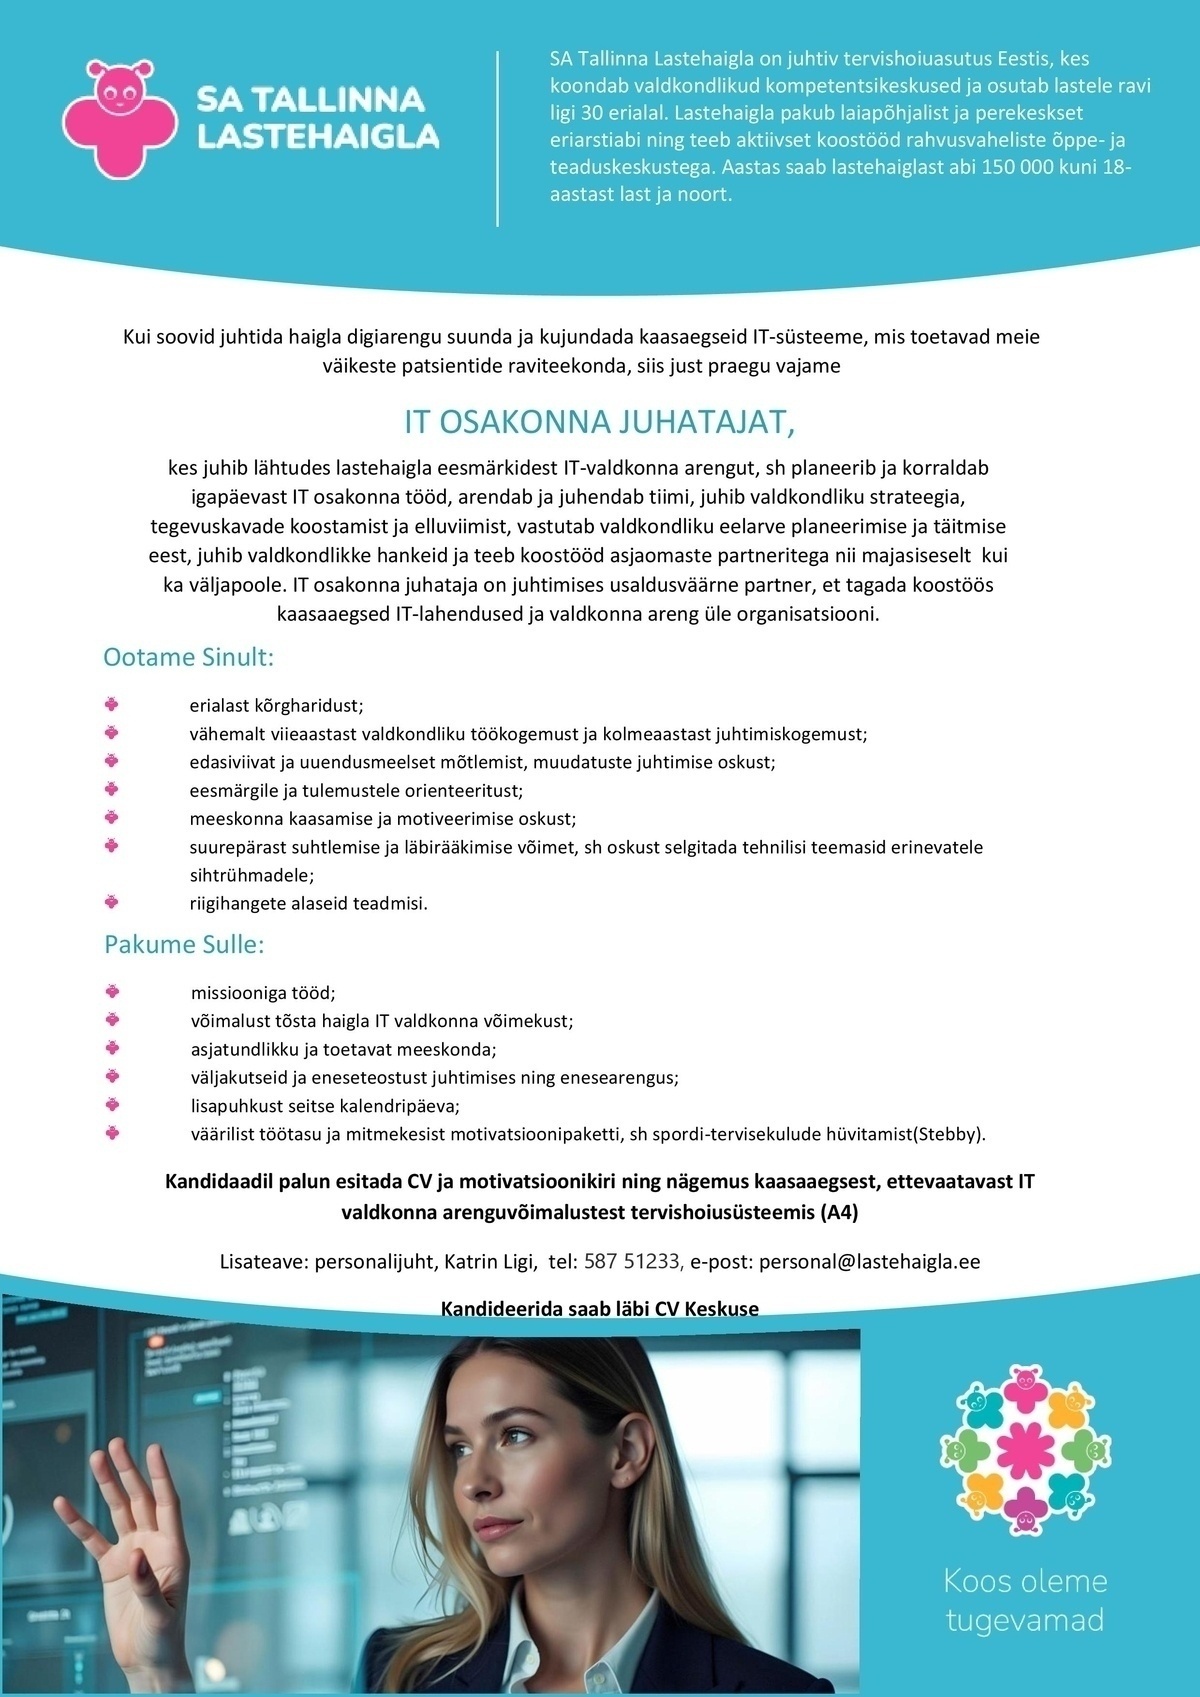 SA TALLINNA
LASTEHAIGLA
SA Tallinna Lastehaigla on juhtiv tervishoiuasutus Eestis, kes
koondab valdkondlikud kompetentsikeskused ja osutab lastele ravi
ligi 30 erialal. Lastehaigla pakub laiapõhjalist ja perekeskset
eriarstiabi ning teeb aktiivset koostööd rahvusvaheliste õppe- ja
teaduskeskustega. Aastas saab lastehaiglast abi 150 000 kuni 18-
aastast last ja noort.
Kui soovid juhtida haigla digiarengu suunda ja kujundada kaasaegseid IT-süsteeme, mis toetavad meie
väikeste patsientide raviteekonda, siis just praegu vajame
IT OSAKONNA JUHATAJAT,
kes juhib lähtudes lastehaigla eesmärkidest IT-valdkonna arengut, sh planeerib ja korraldab
igapäevast IT osakonna tööd, arendab ja juhendab tiimi, juhib valdkondliku strateegia,
tegevuskavade koostamist ja elluviimist, vastutab valdkondliku eelarve planeerimise ja täitmise
eest, juhib valdkondlikke hankeid ja teeb koostööd asjaomaste partneritega nii majasiseselt  kui
ka väljapoole. IT osakonna juhataja on juhtimises usaldusväärne partner, et tagada koostöös
kaasaaegsed IT-lahendused ja valdkonna areng üle organisatsiooni.
Ootame Sinult:
erialast kõrgharidust;
vähemalt viieaastast valdkondliku töökogemust ja kolmeaastast juhtimiskogemust;
edasiviivat ja uuendusmeelset mõtlemist, muudatuste juhtimise oskust;
eesmärgile ja tulemustele orienteeritust;
meeskonna kaasamise ja motiveerimise oskust;
suurepärast suhtlemise ja läbirääkimise võimet, sh oskust selgitada tehnilisi teemasid erinevatele
sihtrühmadele;
riigihangete alaseid teadmisi.
Pakume Sulle:
missiooniga tööd;
võimalust tõsta haigla IT valdkonna võimekust;
asjatundlikku ja toetavat meeskonda;
väljakutseid ja eneseteostust juhtimises ning enesearengus;
lisapuhkust seitse kalendripäeva;
väärilist töötasu ja mitmekesist motivatsioonipaketti, sh spordi-tervisekulude hüvitamist(Stebby).
Kandidaadil palun esitada CV ja motivatsioonikiri ning nägemus kaasaaegsest, ettevaatavast IT
valdkonna arenguvõimalustest tervishoiusüsteemis (A4)
Lisateave: personalijuht, Katrin Ligi,  tel: 587 51233, e-post: personal@lastehaigla.ee
Kandideerida saab läbi CV Keskuse
Koos oleme
tugevamad